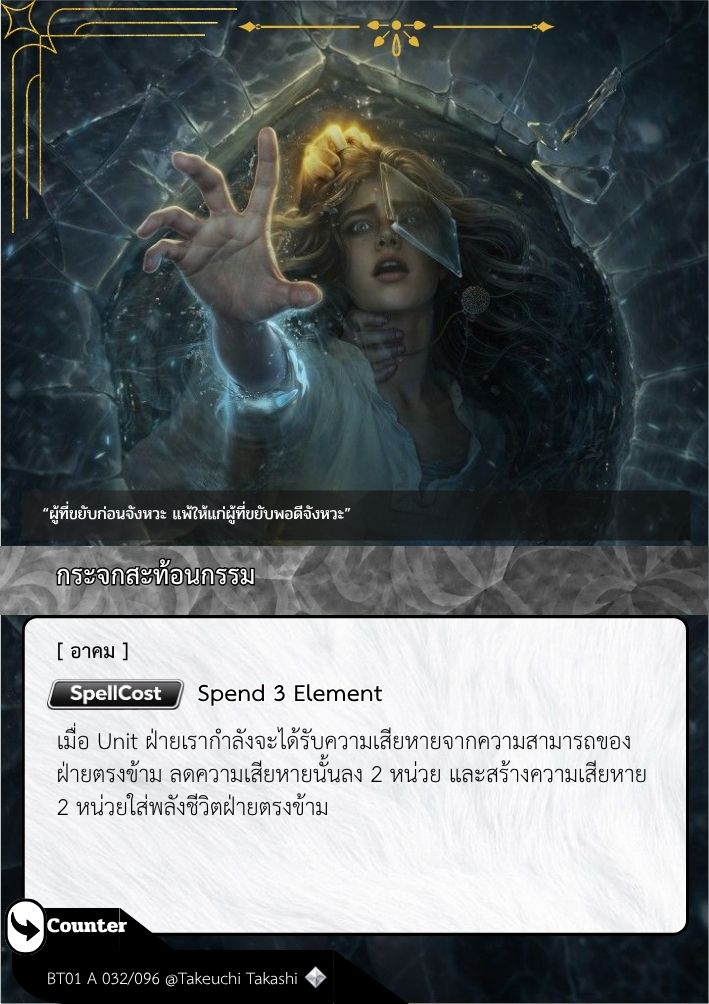 “ผู้ที่ขยับก่อนจังหวะ แพ้ให้แก่ผู้ที่ขยับพอดีจังหวะ”
กระจกสะท้อนกรรม
[ อาคม ]
SpellCost Spend 3 Element
เมื่อ Unit ฝ่ายเรากำลังจะได้รับความเสียหายจากความสามารถของ
ฝ่ายตรงข้าม ลดความเสียหายนั้นลง 2 หน่วย และสร้างความเสียหาย
2 หน่วยใส่พลังชีวิตฝ่ายตรงข้าม
Counter
BT01 A 032/096 @Takeuchi Takashi